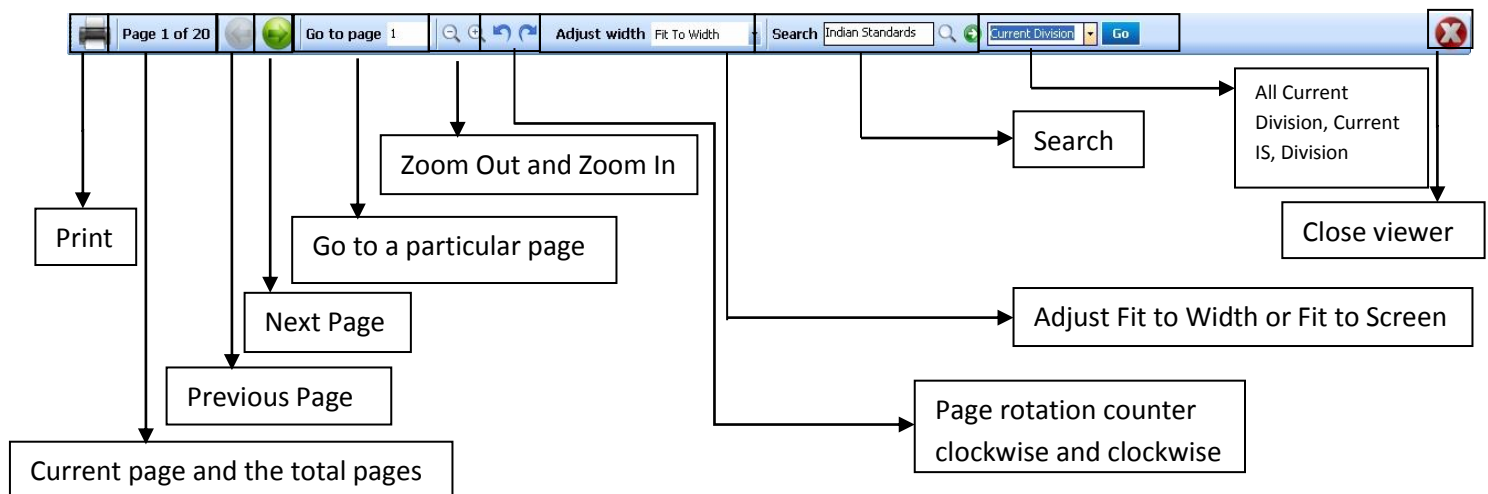 Page 1 of 20 Go to page 1 Adjust width Fit To Width Search Indian Standards Current Division Go
All Current
Division, Current
IS, Division
Search
Zoom Out and Zoom In
Print
Go to a particular page
Close viewer
Next Page
Adjust Fit to Width or Fit to Screen
Previous Page
Page rotation counter
clockwise and clockwise
Current page and the total pages